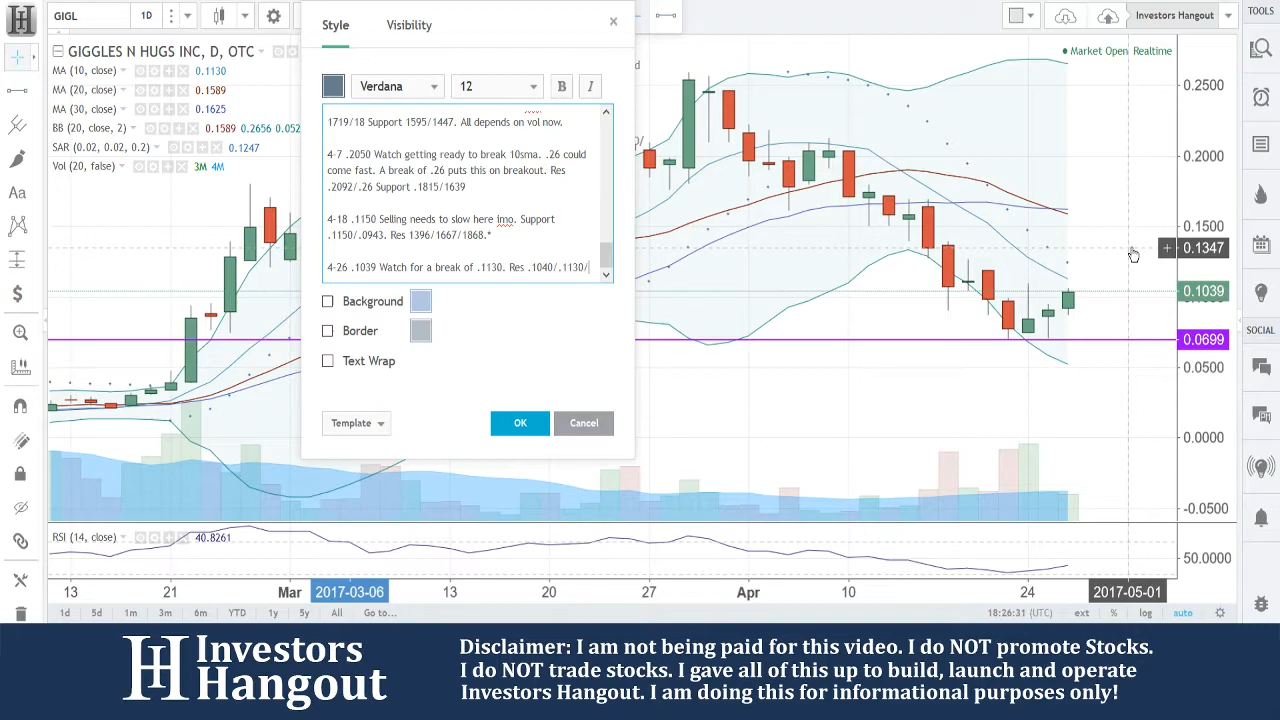 GIGL
1D
Style
Visibility
×
Investors Hangout
TOOLS
GIGGLES N HUGS INC, D, OTC
Market Open Realtime
MA (10, close) 0.1130
MA (20, close) 0.1589
MA (30, close) 0.1625
BB (20, close, 2) 0.1589 0.2656 0.052
SAR (0.02, 0.02, 0.2) 0.1247
Vol (20, false) 3M 4M
Verdana
12
B
I
1719/18 Support 1595/1447. All depends on vol now.
4-7 .2050 Watch getting ready to break 10sma. .26 could
come fast. A break of .26 puts this on breakout. Res
.2092/.26 Support .1815/1639
4-18 .1150 Selling needs to slow here imo. Support
.1150/.0943. Res 1396/1667/1868.*
4-26 .1039 Watch for a break of .1130. Res .1040/.1130/
Background
Border
Text Wrap
Template
OK
Cancel
Aa
$
0.2500
0.2000
0.1500
0.1347
0.1039
0.0699
0.0500
0.0000
-0.0500
SOCIAL
RSI (14, close) 40.8261
50.0000
13
21
Mar
2017-03-06
13
20
27
Apr
10
24
2017-05-01
1d
5d
1m
3m
6m
YTD
1y
5y
All
Go to...
18:26:31 (UTC)
ext
%
log
auto
Investors
Hangout
Disclaimer: I am not being paid for this video. I do NOT promote Stocks.
I do NOT trade stocks. I gave all of this up to build, launch and operate
Investors Hangout. I am doing this for informational purposes only!